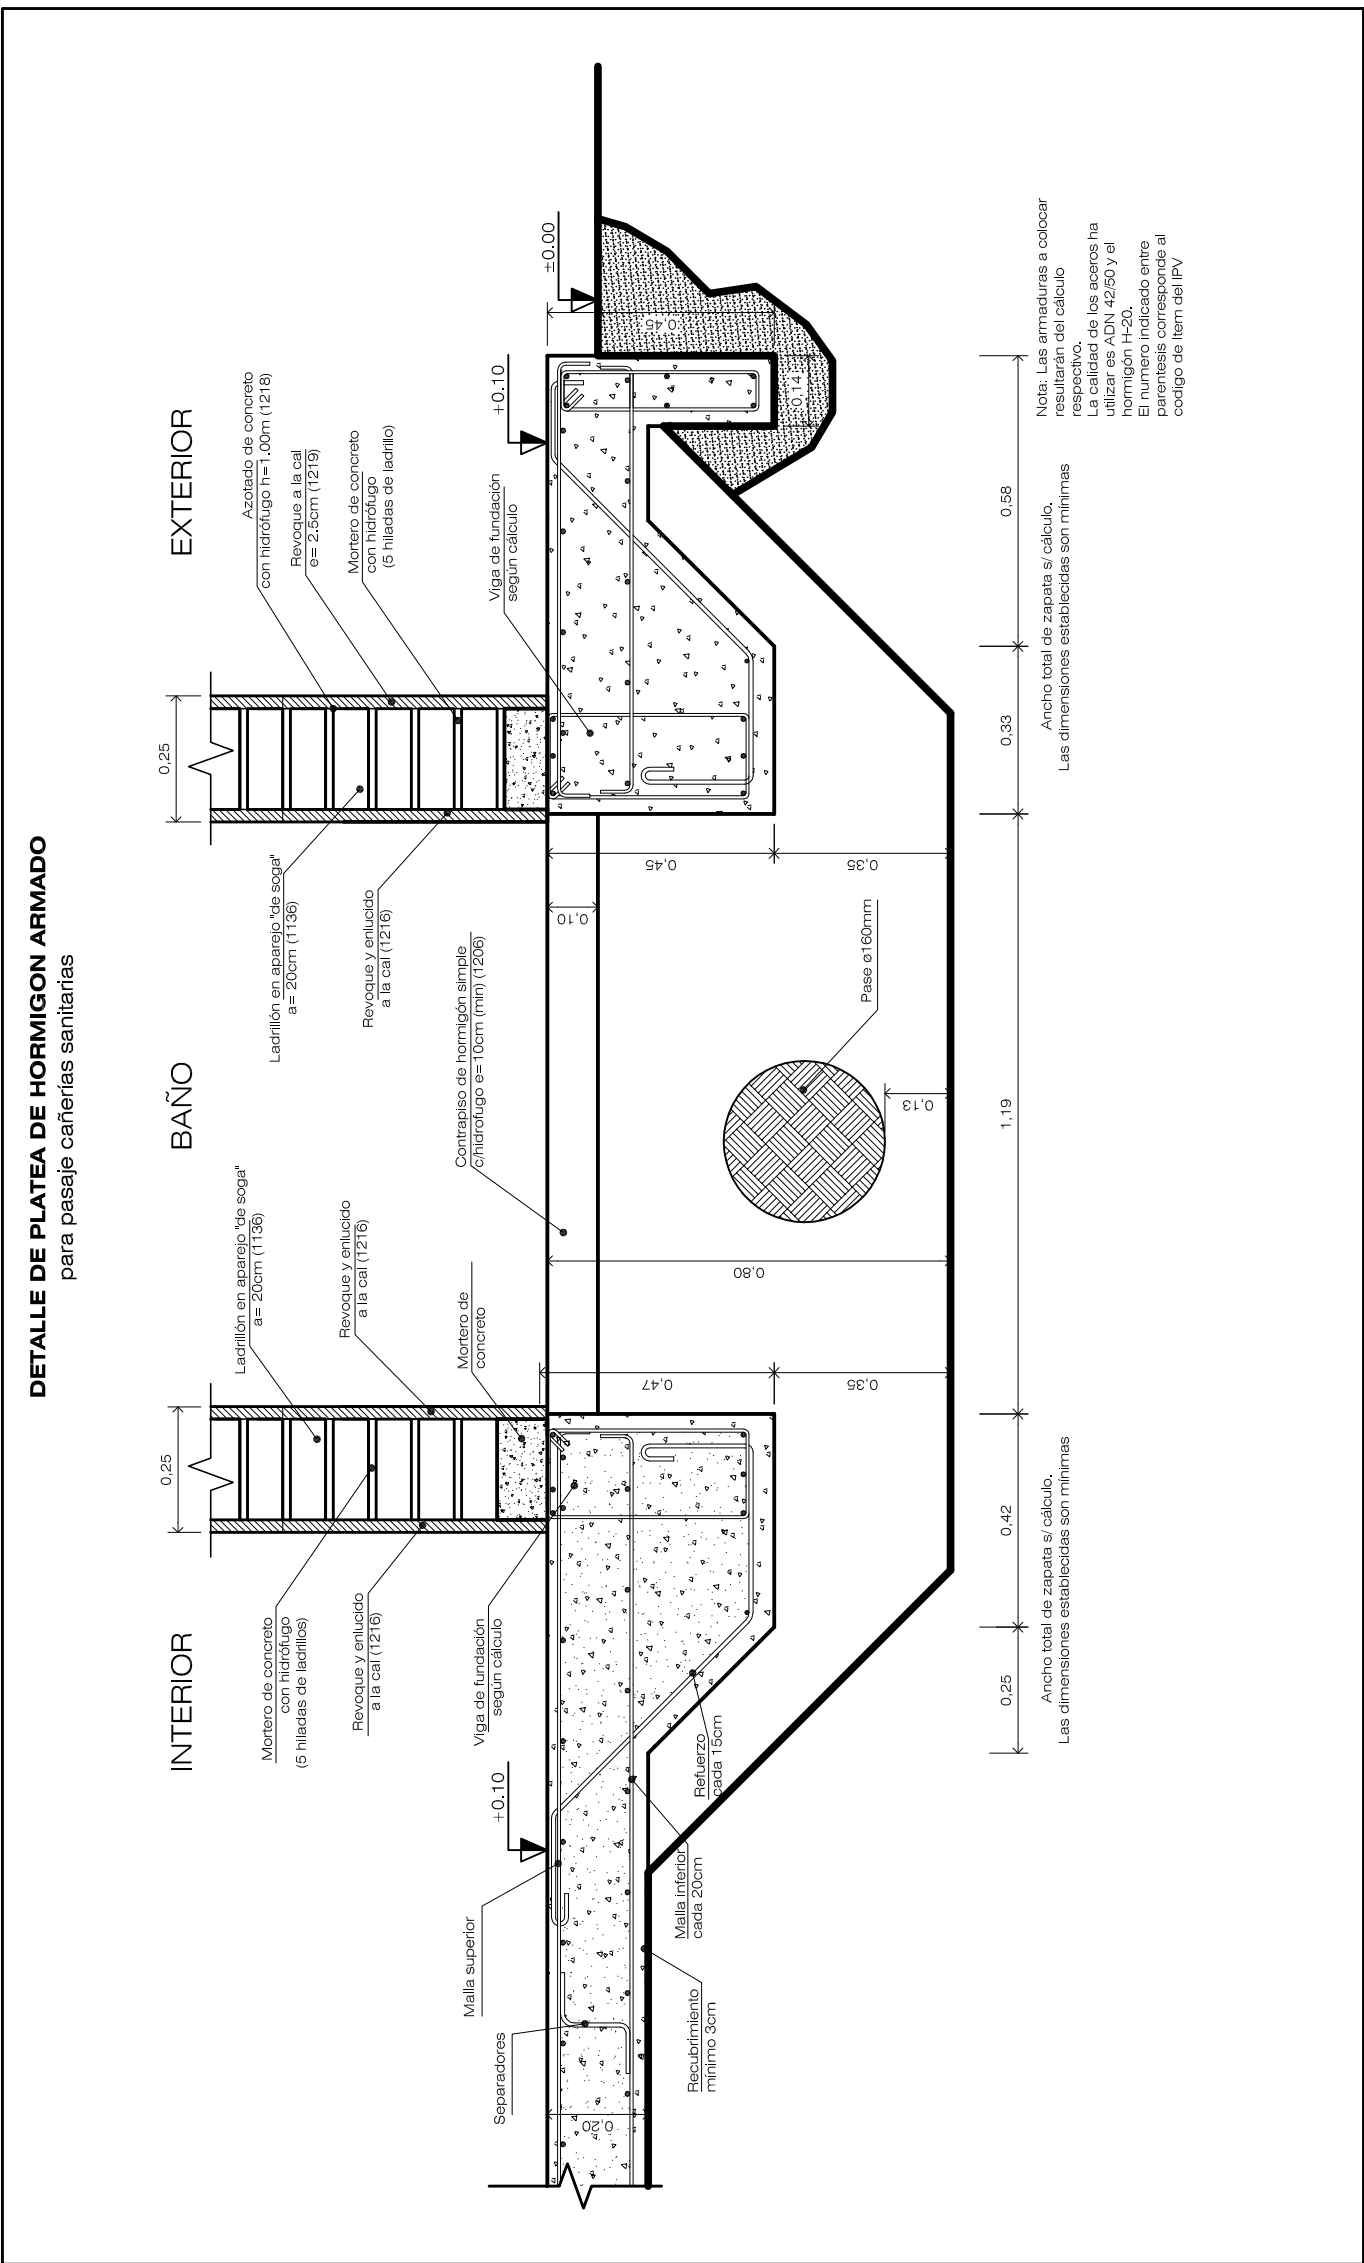 DETALLE DE PLATEA DE HORMIGON ARMADO
para pasaje cañerías sanitarias
INTERIOR
BAÑO
EXTERIOR
0,25
0,25
Mortero de concreto
con hidrófugo
(5 hiladas de ladrillos)
Revoque y enlucido
a la cal (1216)
Viga de fundación
según cálculo
+0.10
Malla superior
Separadores
Ladrillón en aparejo "de soga"
a= 20cm (1136)
Revoque y enlucido
a la cal (1216)
Mortero de
concreto
Contrapiso de hormigón simple
c/hidrofugo e=10cm (min) (1206)
Ladrillón en aparejo "de soga"
a= 20cm (1136)
Revoque y enlucido
a la cal (1216)
Azotado de concreto
con hidrófugo h=1.00m (1218)
Revoque a la cal
e= 2.5cm (1219)
Mortero de concreto
con hidrófugo
(5 hiladas de ladrillo)
Viga de fundación
según cálculo
+0.10
±0.00
0,20
0,47
0,35
0,80
0,10
0,45
0,35
0,13
0,45
0,14
Recubrimiento
mínimo 3cm
Malla inferior
cada 20cm
Refuerzo
cada 15cm
Pase ø160mm
0,25
0,42
1,19
0,33
0,58
Ancho total de zapata s/ cálculo.
Las dimensiones establecidas son mínimas
Ancho total de zapata s/ cálculo.
Las dimensiones establecidas son mínimas
Nota: Las armaduras a colocar
resultarán del cálculo
respectivo.
La calidad de los aceros ha
utilizar es ADN 42/50 y el
hormigón H-20.
El numero indicado entre
parentesis corresponde al
codigo de Item del IPV